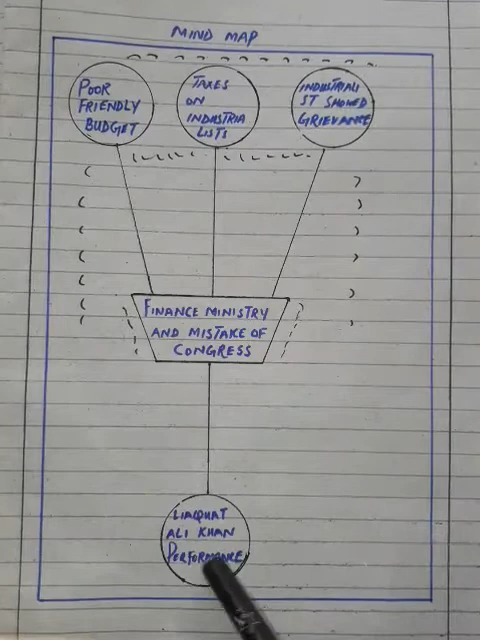 MIND MAP
POOR
FRIENDLY
BUDGET
TAXES
ON
INDUSTRIA
LISTS
INDUSTRIALI
ST SHOWED
GRIEVANCE
FINANCE MINISTRY
AND MISTAKE OF
CONGRESS
LIAQUAT
ALI KHAN
PERFORMANCE